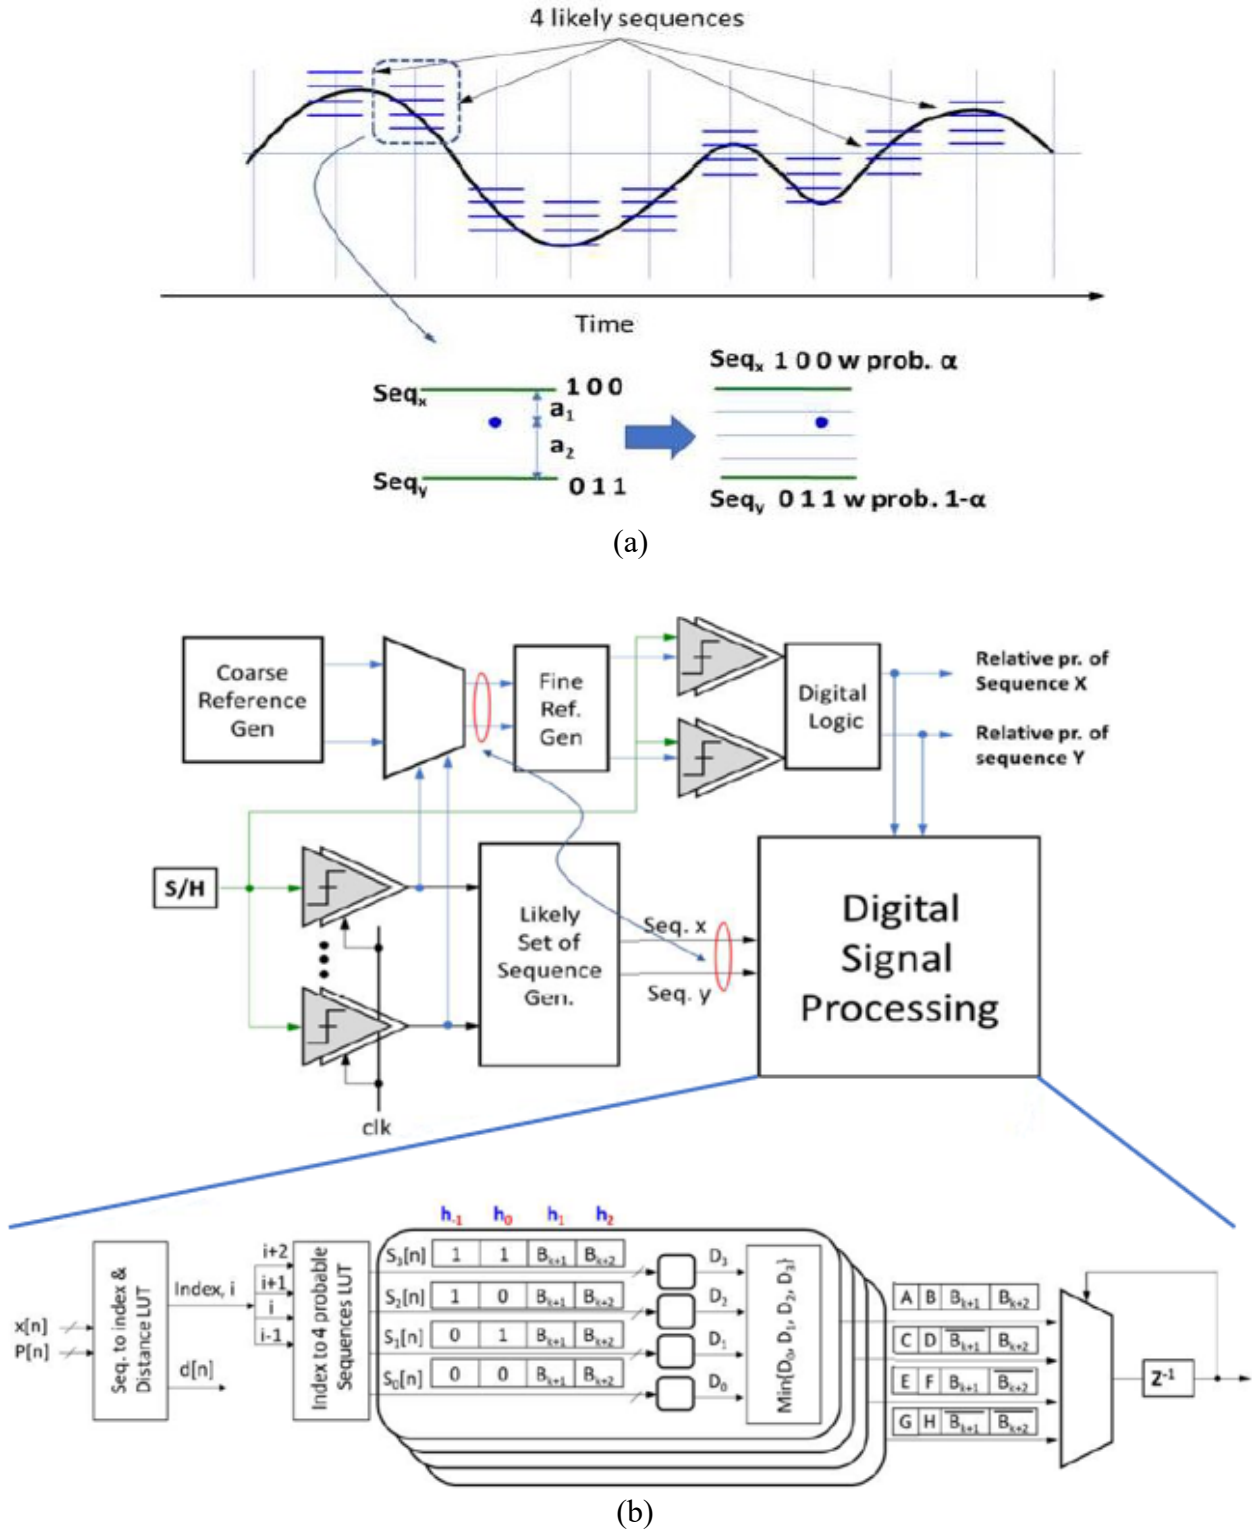 4 likely sequences
Time
Seqx 1 0 0
a1
a2
Seqy 0 1 1
Seqx 1 0 0 w prob. α
Seqy 0 1 1 w prob. 1-α
(a)
Coarse
Reference
Gen
Fine
Ref.
Gen
Digital
Logic
Relative pr. of
Sequence X
Relative pr. of
sequence Y
S/H
clk
Likely
Set of
Sequence
Gen.
Seq. x
Seq. y
Digital
Signal
Processing
x[n]
P[n]
Seq. to index &
Distance LUT
Index, i
d[n]
i+2
i+1
i
i-1
Index to 4 probable
Sequences LUT
h-1 h0 h1 h2
S3[n] 1 1 Bk+1 Bk+2 D3
S2[n] 1 0 Bk+1 Bk+2 D2
S1[n] 0 1 Bk+1 Bk+2 D1
S0[n] 0 0 Bk+1 Bk+2 D0
Min{D0, D1, D2, D3}
A B Bk+1 Bk+2
C D B̅k+1 Bk+2
E F Bk+1 B̅k+2
G H B̅k+1 B̅k+2
Z-1
(b)